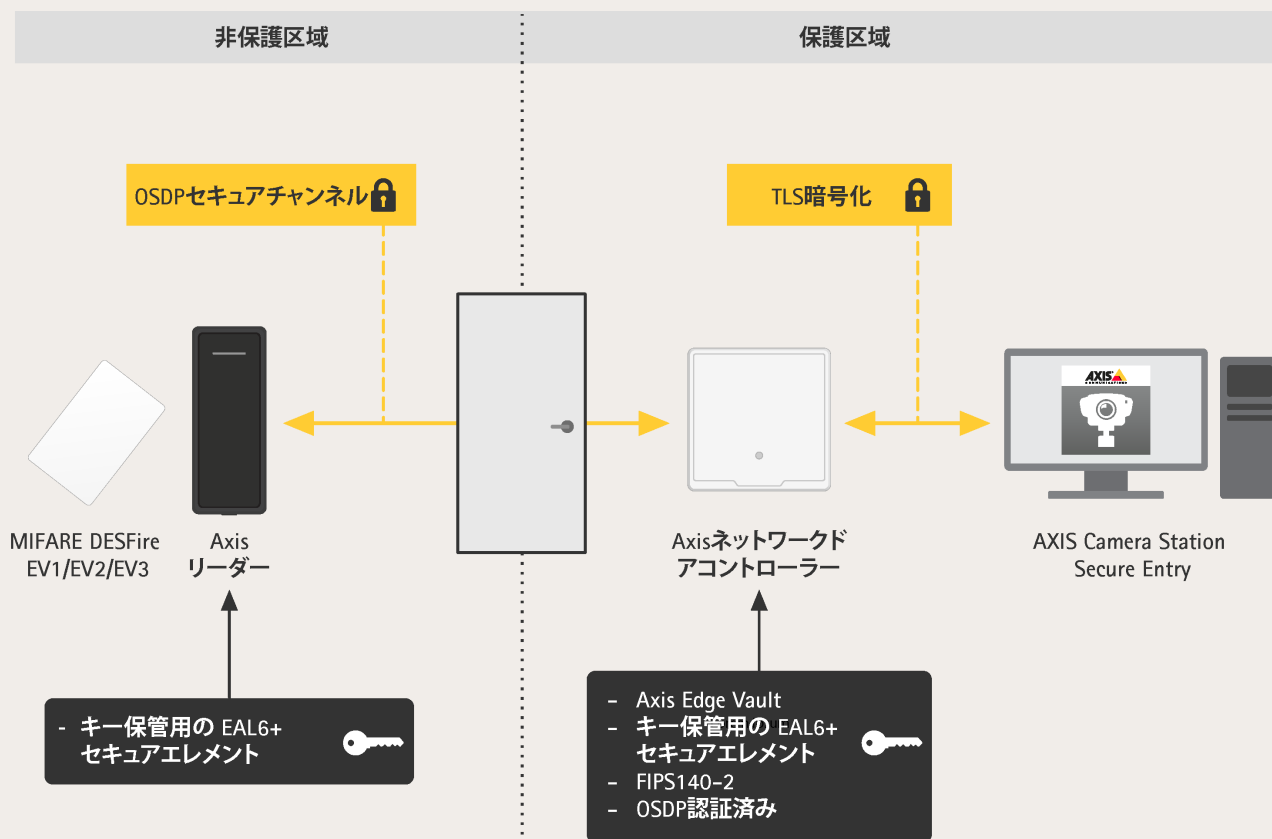 非保護区域
保護区域
OSDPセキュアチャンネル
TLS暗号化
AXIS
COMMUNICATIONS
MIFARE DESFire
EV1/EV2/EV3
Axis
リーダー
Axisネットワークド
アコントローラー
AXIS Camera Station
Secure Entry
- キー保管用の EAL6+
セキュアエレメント
- Axis Edge Vault
- キー保管用の EAL6+
セキュアエレメント
- FIPS140-2
- OSDP認証済み